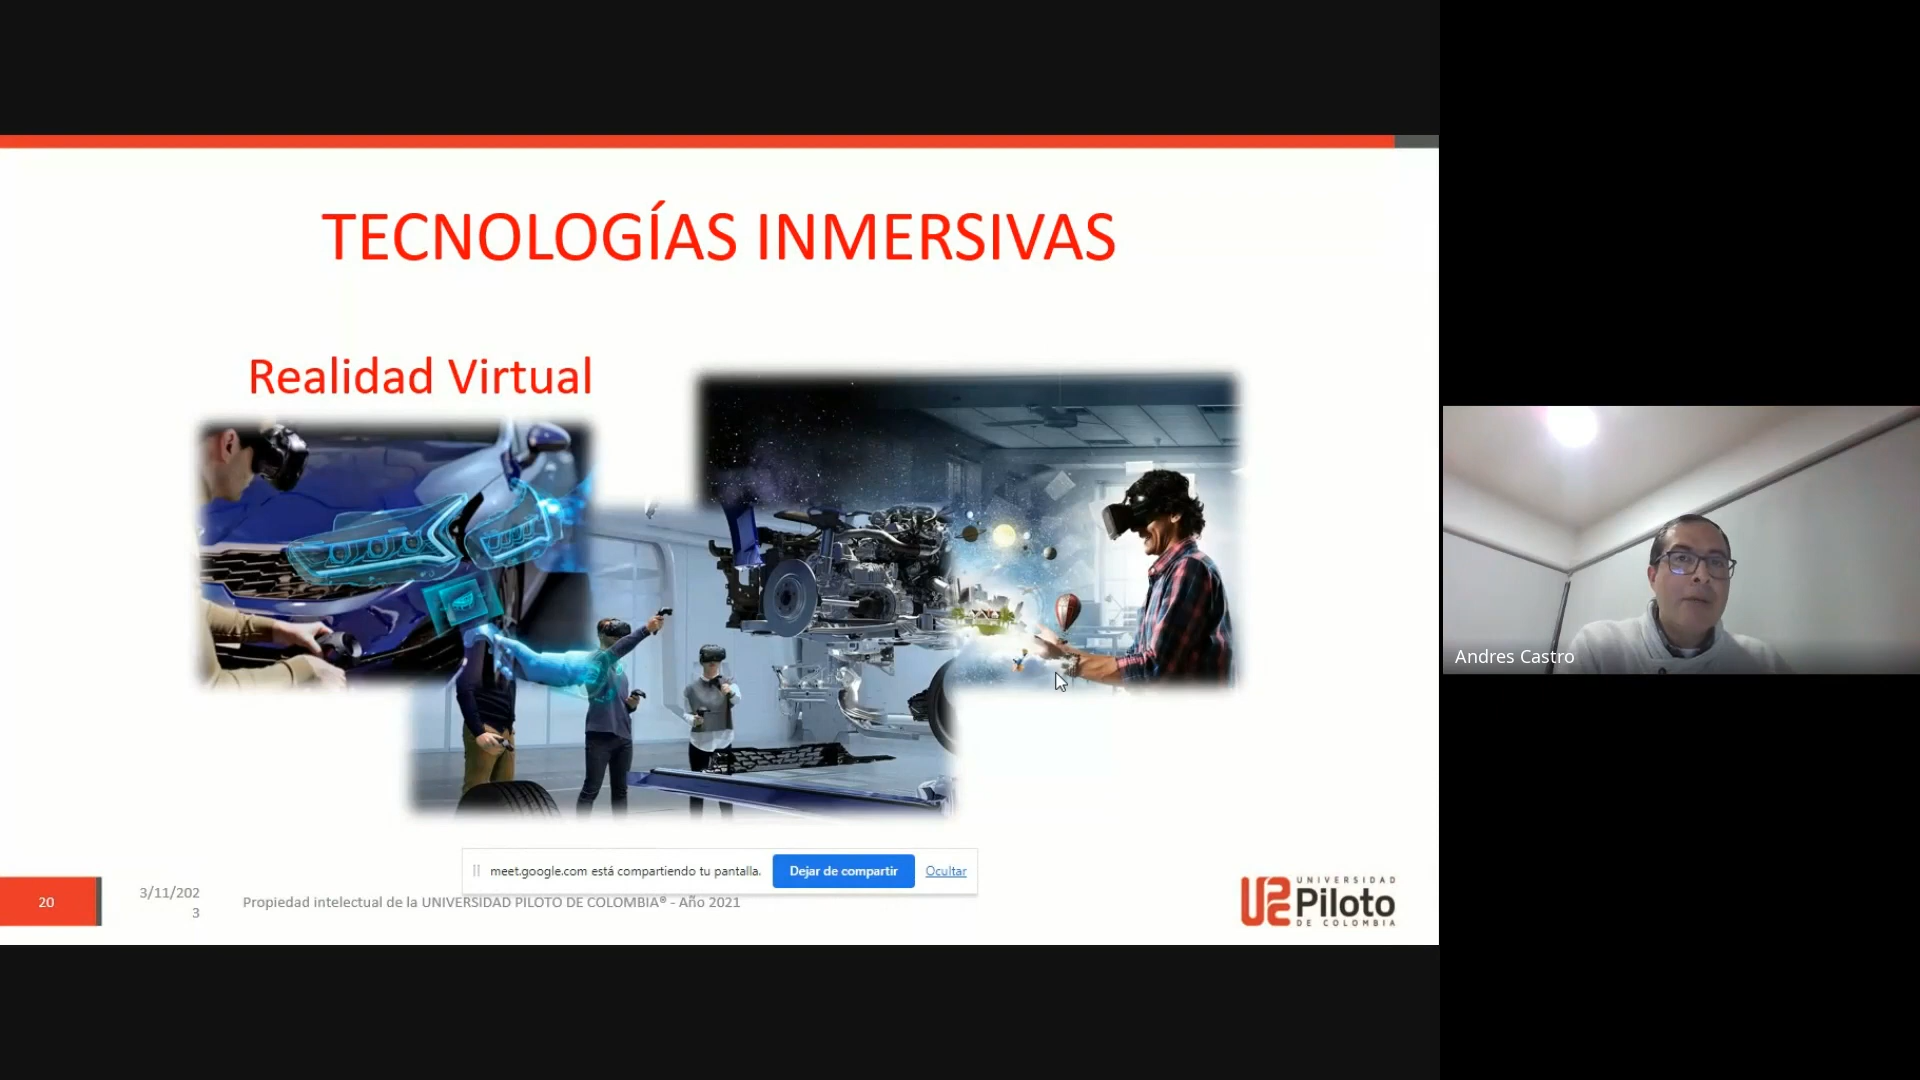 TECNOLOGÍAS INMERSIVAS
Realidad Virtual
Andres Castro
meet.google.com está compartiendo tu pantalla.
Dejar de compartir
Ocultar
20
3/11/202
3
Propiedad intelectual de la UNIVERSIDAD PILOTO DE COLOMBIA® - Año 2021
UNIVERSIDAD
Piloto
DE COLOMBIA